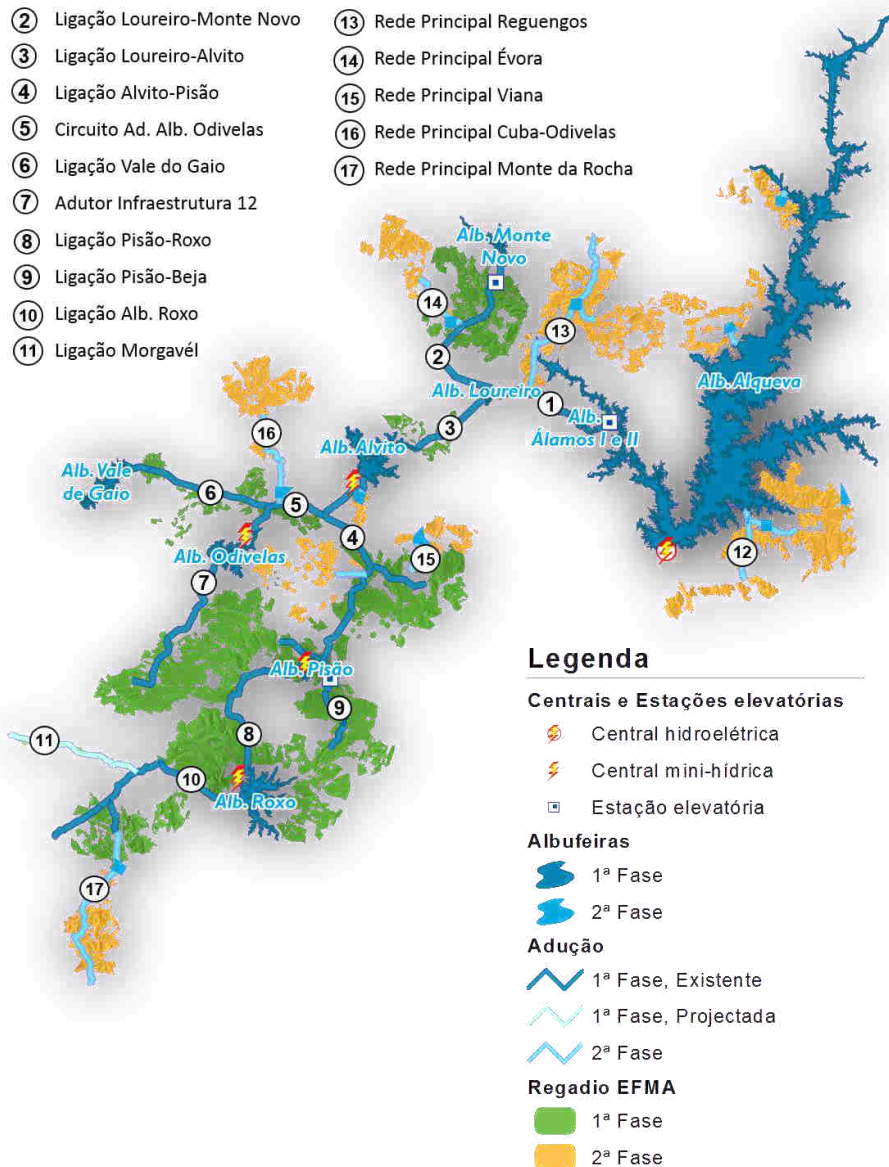 2 Ligação Loureiro-Monte Novo
3 Ligação Loureiro-Alvito
4 Ligação Alvito-Pisão
5 Circuito Ad. Alb. Odivelas
6 Ligação Vale do Gaio
7 Adutor Infraestrutura 12
8 Ligação Pisão-Roxo
9 Ligação Pisão-Beja
10 Ligação Alb. Roxo
11 Ligação Morgavél
13 Rede Principal Reguengos
14 Rede Principal Évora
15 Rede Principal Viana
16 Rede Principal Cuba-Odivelas
17 Rede Principal Monte da Rocha
Alb. Monte
Novo
14
13
2
Alb. Loureiro
Alb. Alqueva
1
Alb.
Álamos I e II
3
16
Alb. Alvito
Alb. Vale
de Gaio
6
5
4
Alb. Odivelas
15
12
7
Alb. Pisão
9
8
11
10
Alb. Roxo
17
Legenda
Centrais e Estações elevatórias
Central hidroelétrica
Central mini-hídrica
Estação elevatória
Albufeiras
1ª Fase
2ª Fase
Adução
1ª Fase, Existente
1ª Fase, Projectada
2ª Fase
Regadio EFMA
1ª Fase
2ª Fase